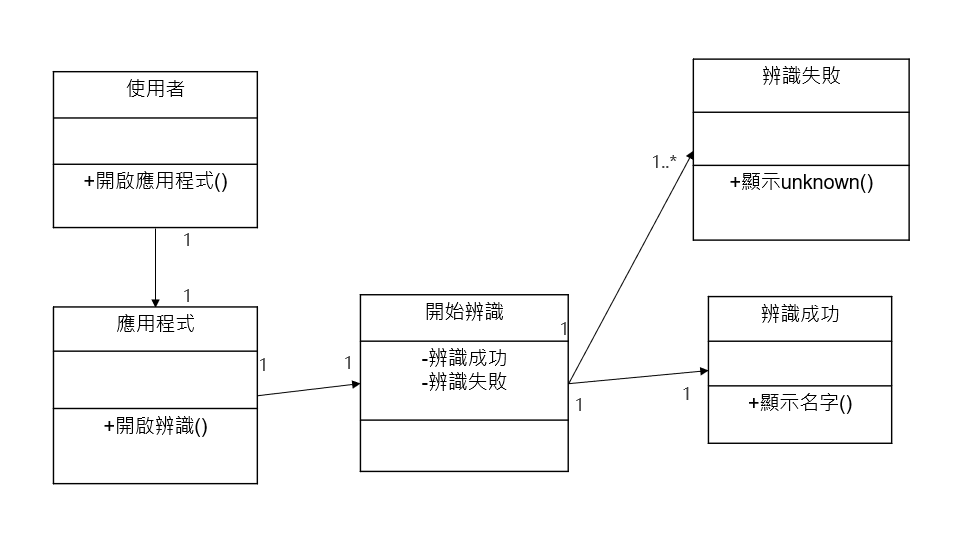 使用者
+開啟應用程式()
1
1
應用程式
+開啟辨識()
1
1
開始辨識
-辨識成功
-辨識失敗
1
1..*
辨識失敗
+顯示unknown()
1
1
辨識成功
+顯示名字()